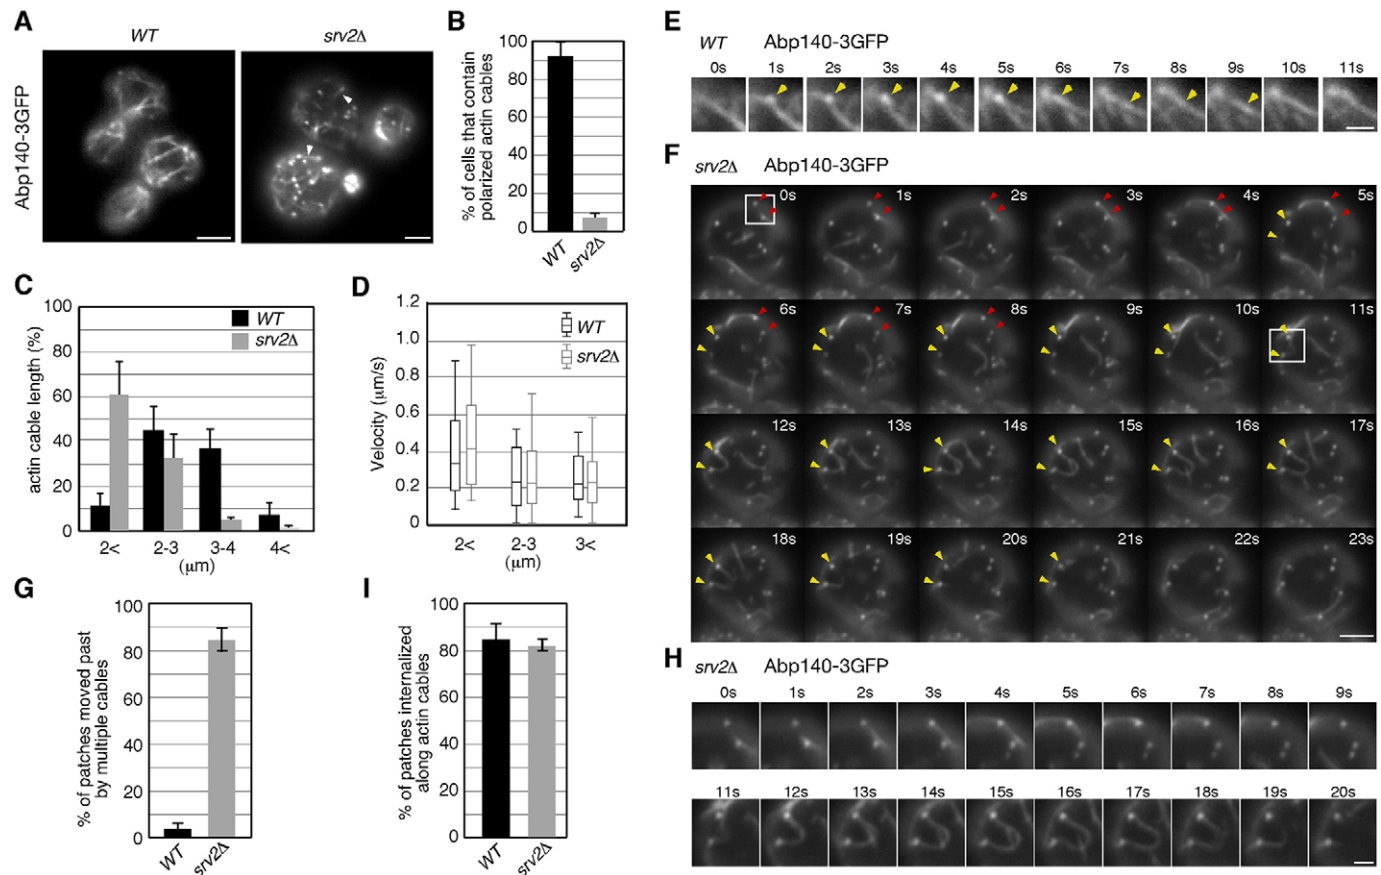 A
WT
srv2Δ
Abp140-3GFP
B
% of cells that contain
polarized actin cables
100
80
60
40
20
0
WT
srv2Δ
C
actin cable length (%)
100
80
60
40
20
0
WT
srv2Δ
2<
2-3
3-4
4<
(μm)
D
Velocity (μm/s)
1.2
1.0
0.8
0.6
0.4
0.2
0
WT
srv2Δ
2<
2-3
3<
(μm)
E
WT Abp140-3GFP
0s 1s 2s 3s 4s 5s 6s 7s 8s 9s 10s 11s
F
srv2Δ Abp140-3GFP
0s 1s 2s 3s 4s 5s
6s 7s 8s 9s 10s 11s
12s 13s 14s 15s 16s 17s
18s 19s 20s 21s 22s 23s
G
% of patches moved past
by multiple cables
100
80
60
40
20
0
WT
srv2Δ
I
% of patches internalized
along actin cables
100
80
60
40
20
0
WT
srv2Δ
H
srv2Δ Abp140-3GFP
0s 1s 2s 3s 4s 5s 6s 7s 8s 9s
11s 12s 13s 14s 15s 16s 17s 18s 19s 20s